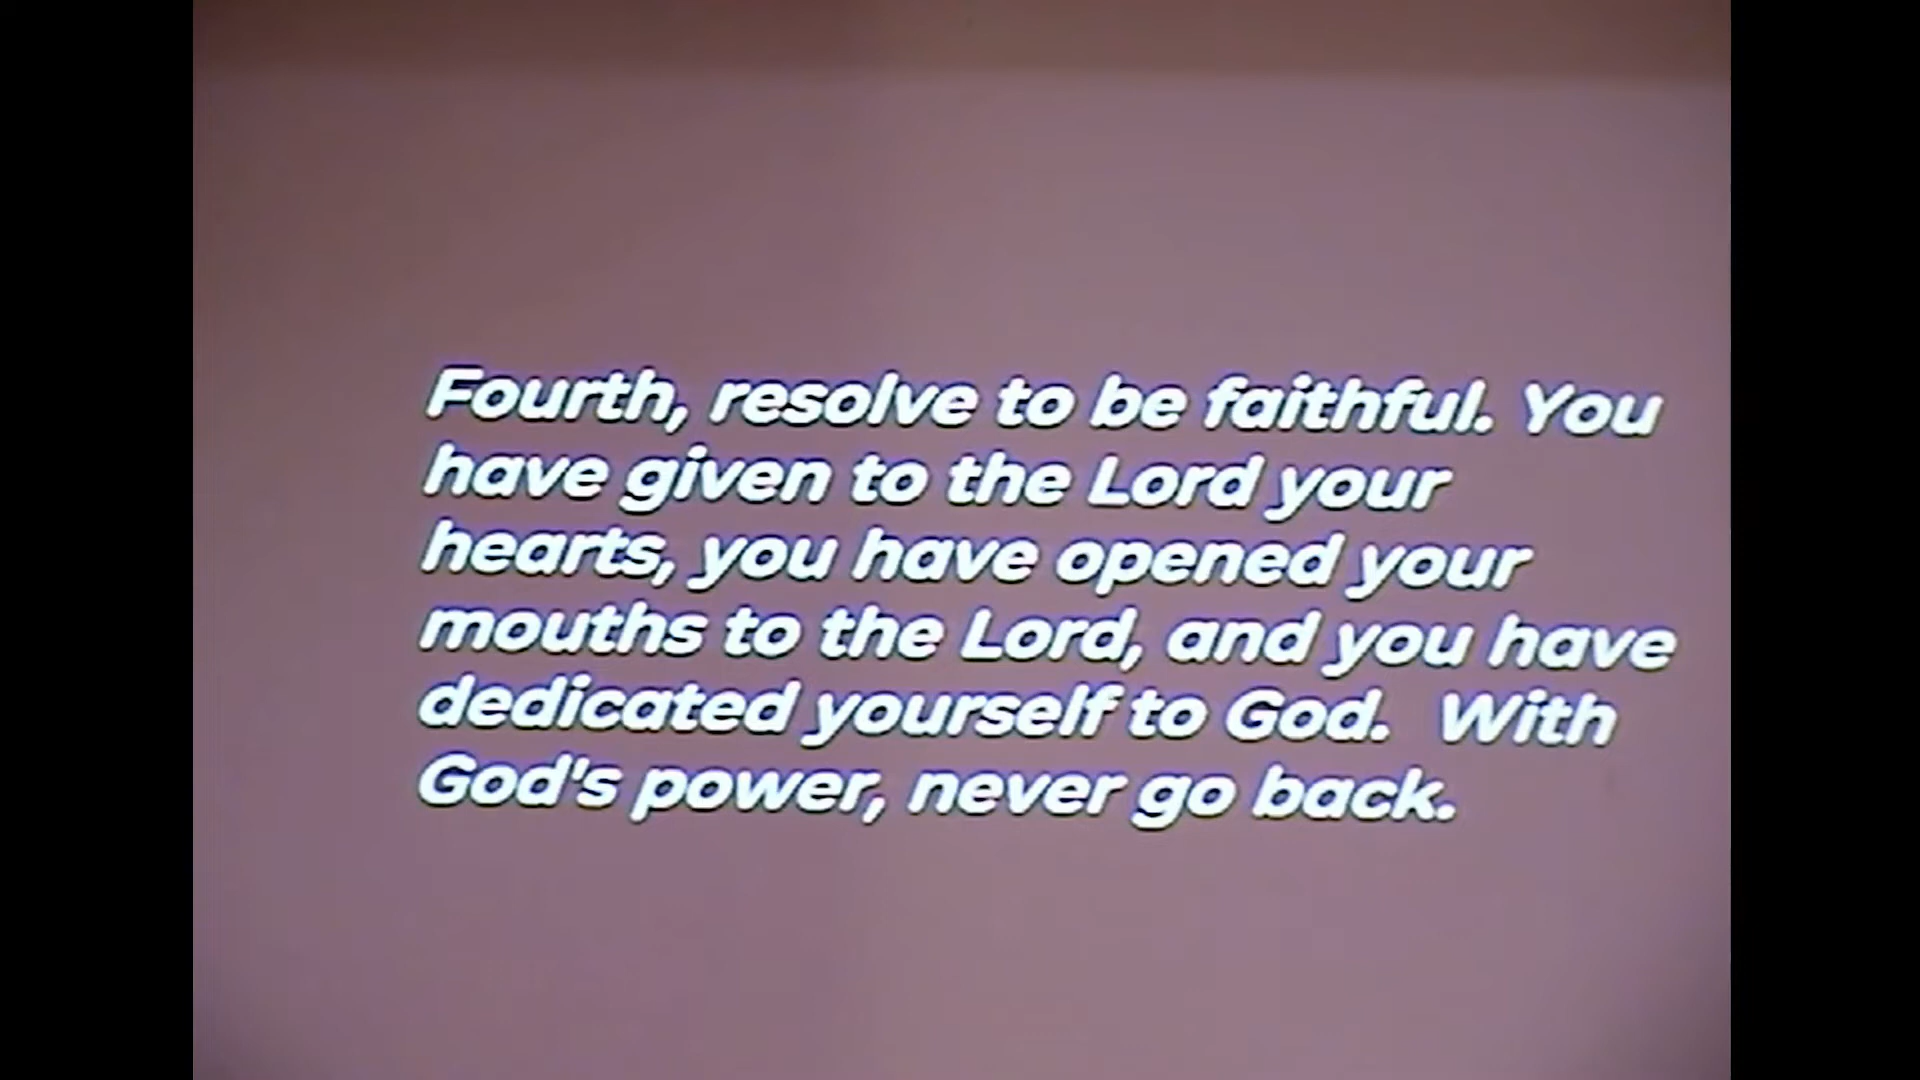 Fourth, resolve to be faithful. You
have given to the Lord your
hearts, you have opened your
mouths to the Lord, and you have
dedicated yourself to God.  With
God's power, never go back.